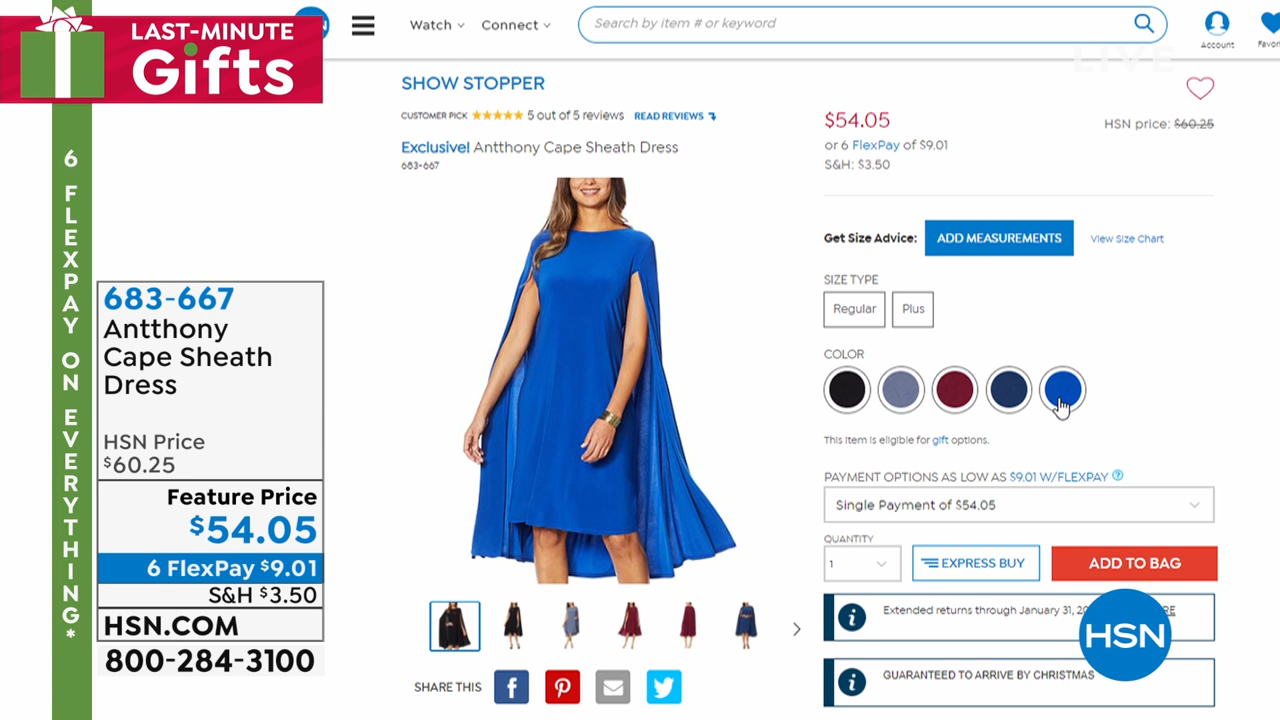 LAST-MINUTE
Gifts
6 FLEXPAY ON EVERYTHING*
683-667
Antthony
Cape Sheath
Dress
HSN Price
$60.25
Feature Price
$54.05
6 FlexPay $9.01
S&H $3.50
HSN.COM
800-284-3100
Watch
Connect
Search by item # or keyword
Account
LIVE
SHOW STOPPER
CUSTOMER PICK 5 out of 5 reviews READ REVIEWS
Exclusive! Antthony Cape Sheath Dress
683-667
SHARE THIS
$54.05
HSN price: $60.25
or 6 FlexPay of $9.01
S&H: $3.50
Get Size Advice: ADD MEASUREMENTS View Size Chart
SIZE TYPE
Regular Plus
COLOR
This item is eligible for gift options.
PAYMENT OPTIONS AS LOW AS $9.01 W/FLEXPAY ?
Single Payment of $54.05
QUANTITY
1
EXPRESS BUY
ADD TO BAG
Extended returns through January 31,
GUARANTEED TO ARRIVE BY CHRISTMAS
HSN